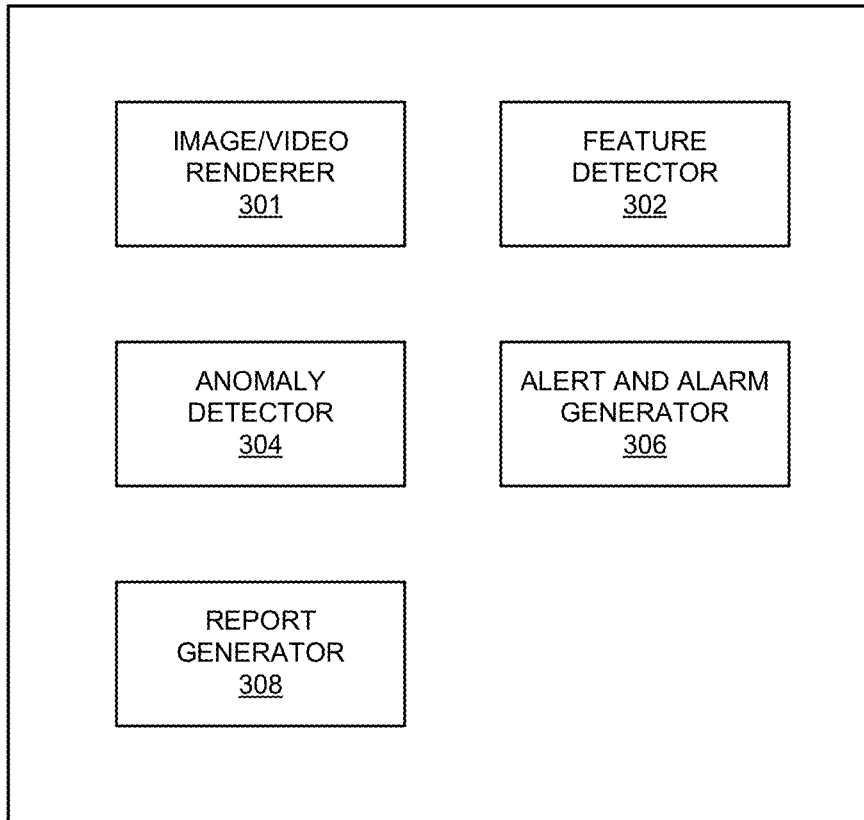 IMAGE/VIDEO
RENDERER
301
FEATURE
DETECTOR
302
ANOMALY
DETECTOR
304
ALERT AND ALARM
GENERATOR
306
REPORT
GENERATOR
308